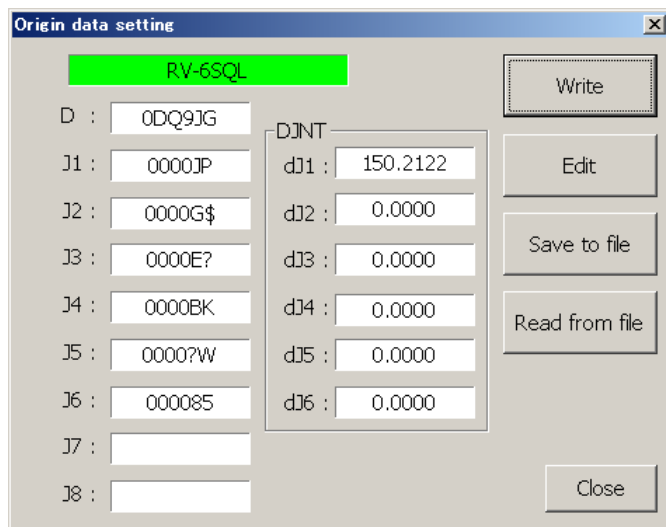 Origin data setting
RV-6SQL
Write
D : 0DQ9JG
DJNT
J1 : 0000JP
dJ1 : 150.2122
Edit
J2 : 0000G$
dJ2 : 0.0000
Save to file
J3 : 0000E?
dJ3 : 0.0000
J4 : 0000BK
dJ4 : 0.0000
Read from file
J5 : 0000?W
dJ5 : 0.0000
J6 : 000085
dJ6 : 0.0000
J7 :
J8 :
Close